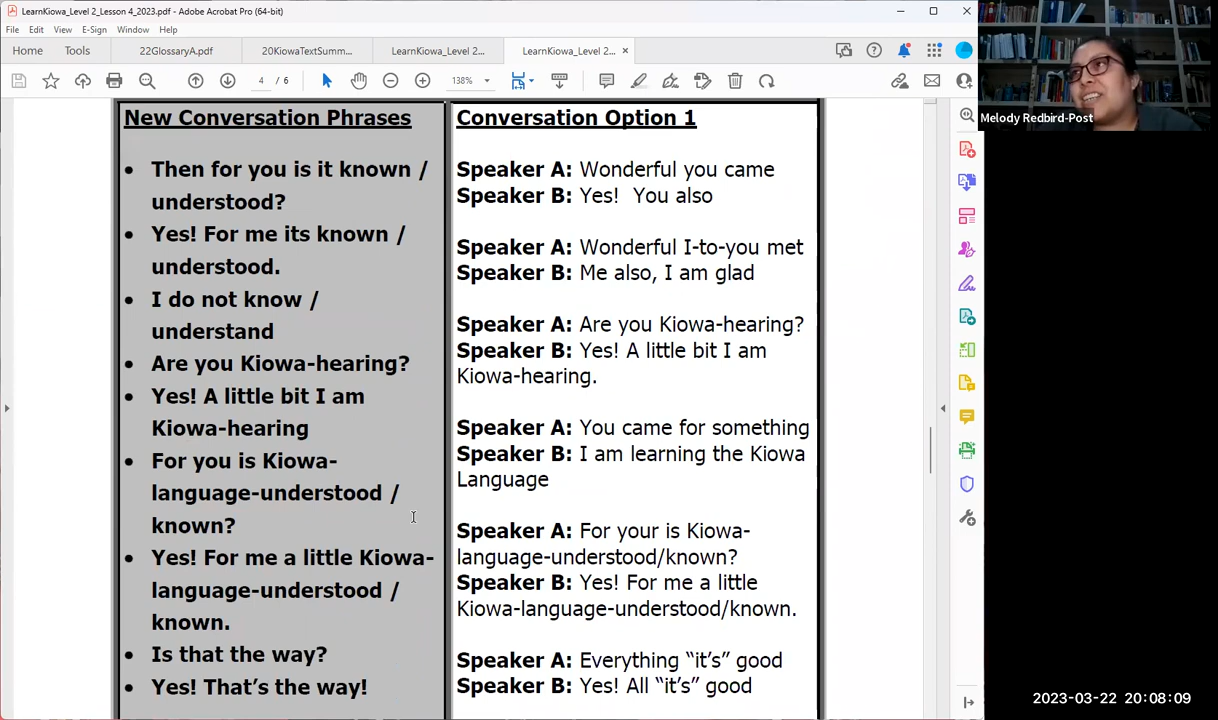 LearnKiowa_Level 2_Lesson 4_2023.pdf - Adobe Acrobat Pro (64-bit)
File Edit View E-Sign Window Help
Home Tools 22GlossaryA.pdf 20KiowaTextSumm... LearnKiowa_Level 2... LearnKiowa_Level 2...
4 / 6 138%
Melody Redbird-Post
New Conversation Phrases
• Then for you is it known /
understood?
• Yes! For me its known /
understood.
• I do not know /
understand
• Are you Kiowa-hearing?
• Yes! A little bit I am
Kiowa-hearing
• For you is Kiowa-
language-understood /
known?
• Yes! For me a little Kiowa-
language-understood /
known.
• Is that the way?
• Yes! That’s the way!
Conversation Option 1
Speaker A: Wonderful you came
Speaker B: Yes! You also
Speaker A: Wonderful I-to-you met
Speaker B: Me also, I am glad
Speaker A: Are you Kiowa-hearing?
Speaker B: Yes! A little bit I am
Kiowa-hearing.
Speaker A: You came for something
Speaker B: I am learning the Kiowa
Language
Speaker A: For your is Kiowa-
language-understood/known?
Speaker B: Yes! For me a little
Kiowa-language-understood/known.
Speaker A: Everything “it’s” good
Speaker B: Yes! All “it’s” good
2023-03-22 20:08:09